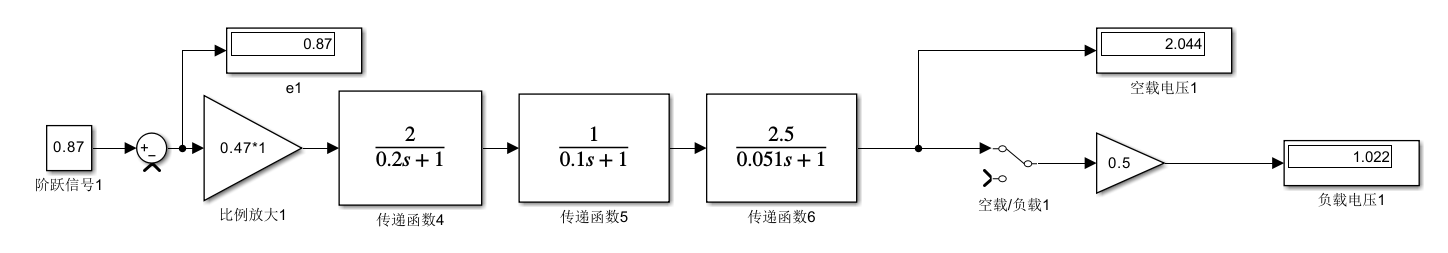 0.87
e1
0.87
阶跃信号1
+
−
0.47*1
比例放大1
2
0.2s + 1
传递函数4
1
0.1s + 1
传递函数5
2.5
0.051s + 1
传递函数6
2.044
空载电压1
空载/负载1
0.5
1.022
负载电压1